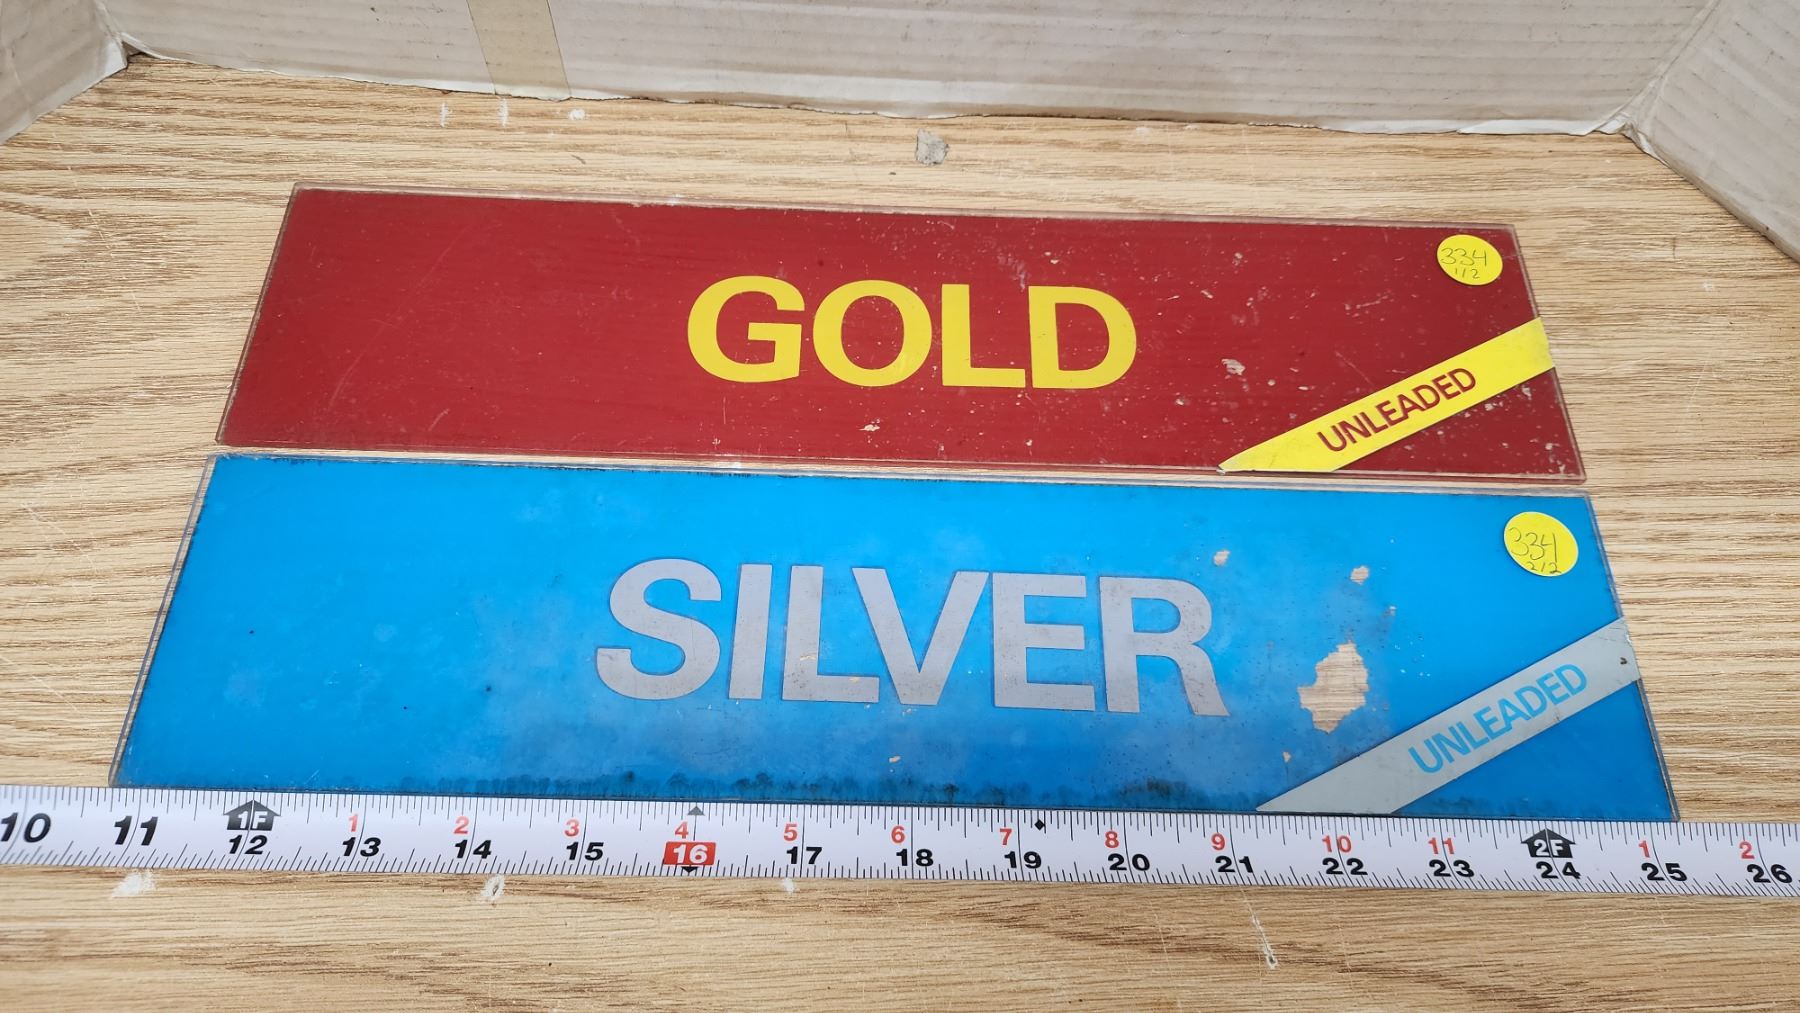 GOLD
334
1/2
UNLEADED
SILVER
334
2/2
UNLEADED
1F 1 2 3 4 5 6 7 8 9 10 11 2F 1 2
10 11 12 13 14 15 16 17 18 19 20 21 22 23 24 25 26